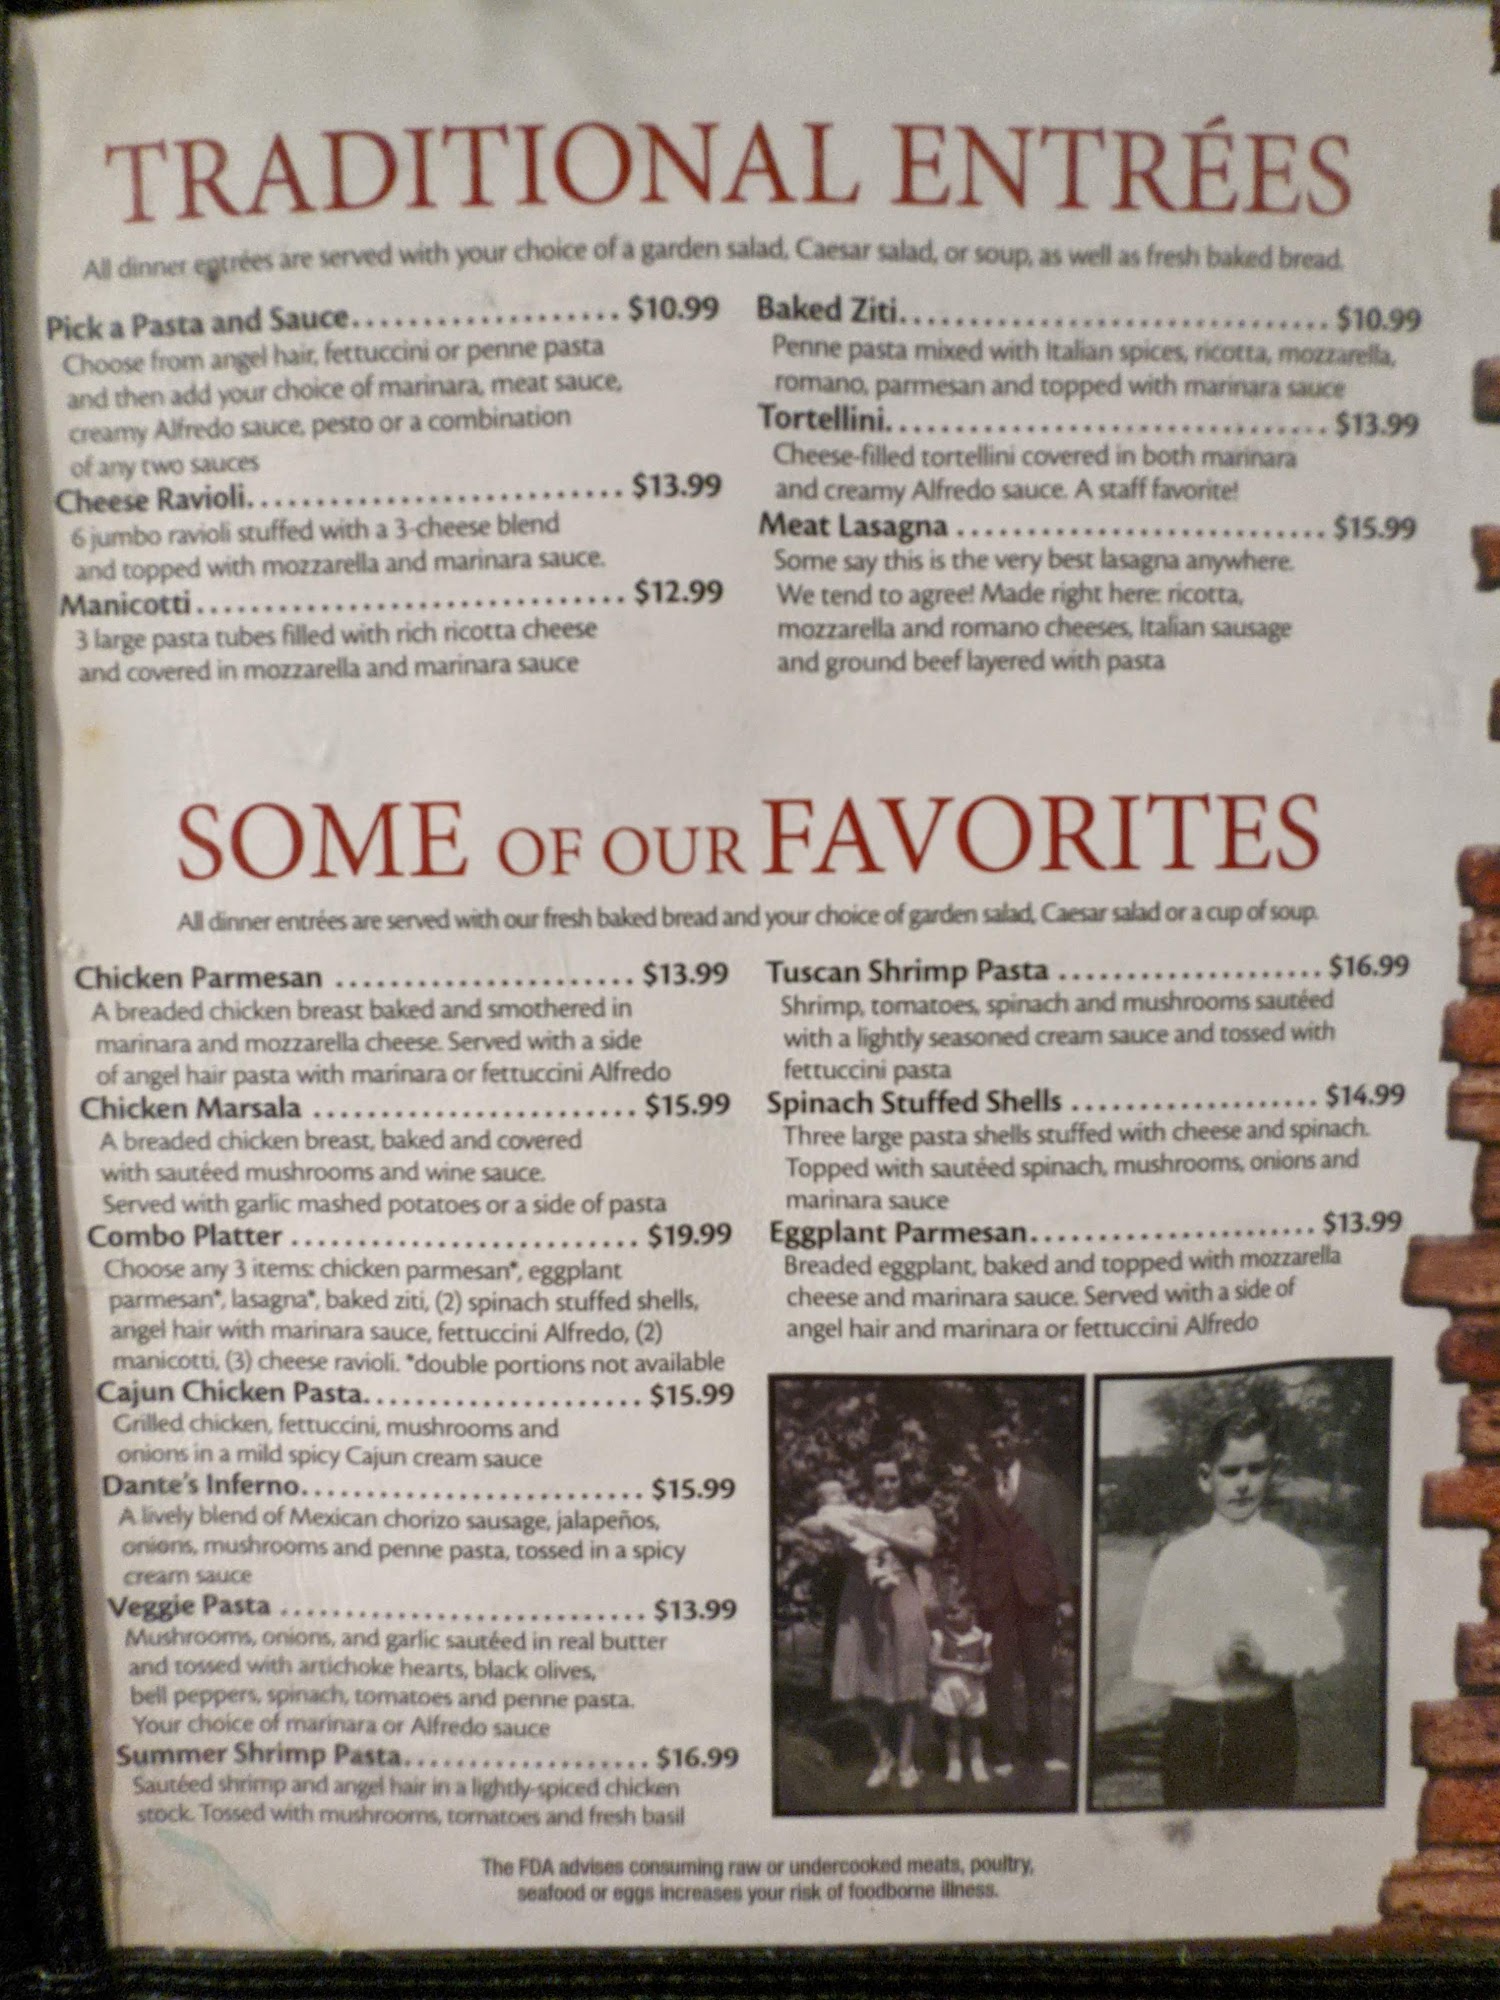 TRADITIONAL ENTRÉES
All dinner entrées are served with your choice of a garden salad, Caesar salad, or soup, as well as fresh baked bread.
Pick a Pasta and Sauce................... $10.99
Choose from angel hair, fettuccini or penne pasta
and then add your choice of marinara, meat sauce,
creamy Alfredo sauce, pesto or a combination
of any two sauces
Cheese Ravioli........................... $13.99
6 jumbo ravioli stuffed with a 3-cheese blend
and topped with mozzarella and marinara sauce.
Manicotti................................ $12.99
3 large pasta tubes filled with rich ricotta cheese
and covered in mozzarella and marinara sauce
Baked Ziti............................... $10.99
Penne pasta mixed with Italian spices, ricotta, mozzarella,
romano, parmesan and topped with marinara sauce
Tortellini................................ $13.99
Cheese-filled tortellini covered in both marinara
and creamy Alfredo sauce. A staff favorite!
Meat Lasagna ........................... $15.99
Some say this is the very best lasagna anywhere.
We tend to agree! Made right here: ricotta,
mozzarella and romano cheeses, Italian sausage
and ground beef layered with pasta
SOME OF OUR FAVORITES
All dinner entrées are served with our fresh baked bread and your choice of garden salad, Caesar salad or a cup of soup.
Chicken Parmesan ...................... $13.99
A breaded chicken breast baked and smothered in
marinara and mozzarella cheese. Served with a side
of angel hair pasta with marinara or fettuccini Alfredo
Chicken Marsala ........................ $15.99
A breaded chicken breast, baked and covered
with sautéed mushrooms and wine sauce.
Served with garlic mashed potatoes or a side of pasta
Combo Platter .......................... $19.99
Choose any 3 items: chicken parmesan*, eggplant
parmesan*, lasagna*, baked ziti, (2) spinach stuffed shells,
angel hair with marinara sauce, fettuccini Alfredo, (2)
manicotti, (3) cheese ravioli. *double portions not available
Cajun Chicken Pasta..................... $15.99
Grilled chicken, fettuccini, mushrooms and
onions in a mild spicy Cajun cream sauce
Dante's Inferno......................... $15.99
A lively blend of Mexican chorizo sausage, jalapeños,
onions, mushrooms and penne pasta, tossed in a spicy
cream sauce
Veggie Pasta ........................... $13.99
Mushrooms, onions, and garlic sautéed in real butter
and tossed with artichoke hearts, black olives,
bell peppers, spinach, tomatoes and penne pasta.
Your choice of marinara or Alfredo sauce
Summer Shrimp Pasta.................. $16.99
Sautéed shrimp and angel hair in a lightly-spiced chicken
stock. Tossed with mushrooms, tomatoes and fresh basil
Tuscan Shrimp Pasta .................... $16.99
Shrimp, tomatoes, spinach and mushrooms sautéed
with a lightly seasoned cream sauce and tossed with
fettuccini pasta
Spinach Stuffed Shells ................... $14.99
Three large pasta shells stuffed with cheese and spinach.
Topped with sautéed spinach, mushrooms, onions and
marinara sauce
Eggplant Parmesan...................... $13.99
Breaded eggplant, baked and topped with mozzarella
cheese and marinara sauce. Served with a side of
angel hair and marinara or fettuccini Alfredo
The FDA advises consuming raw or undercooked meats, poultry,
seafood or eggs increases your risk of foodborne illness.